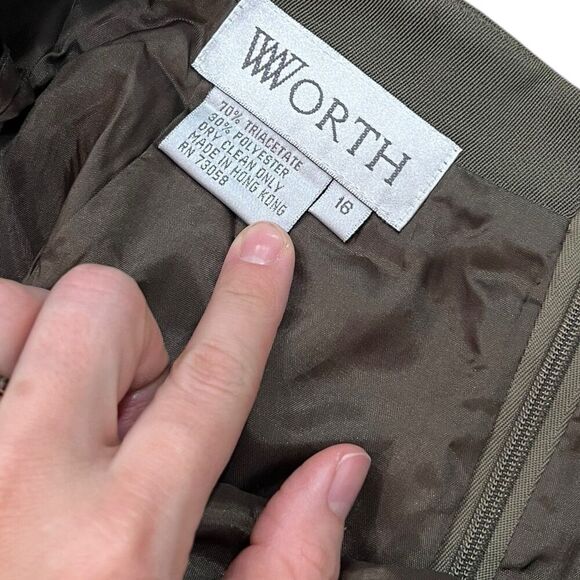 WORTH
70% TRIACETATE
30% POLYESTER
DRY CLEAN ONLY
MADE IN HONG KONG
RN 73058
16